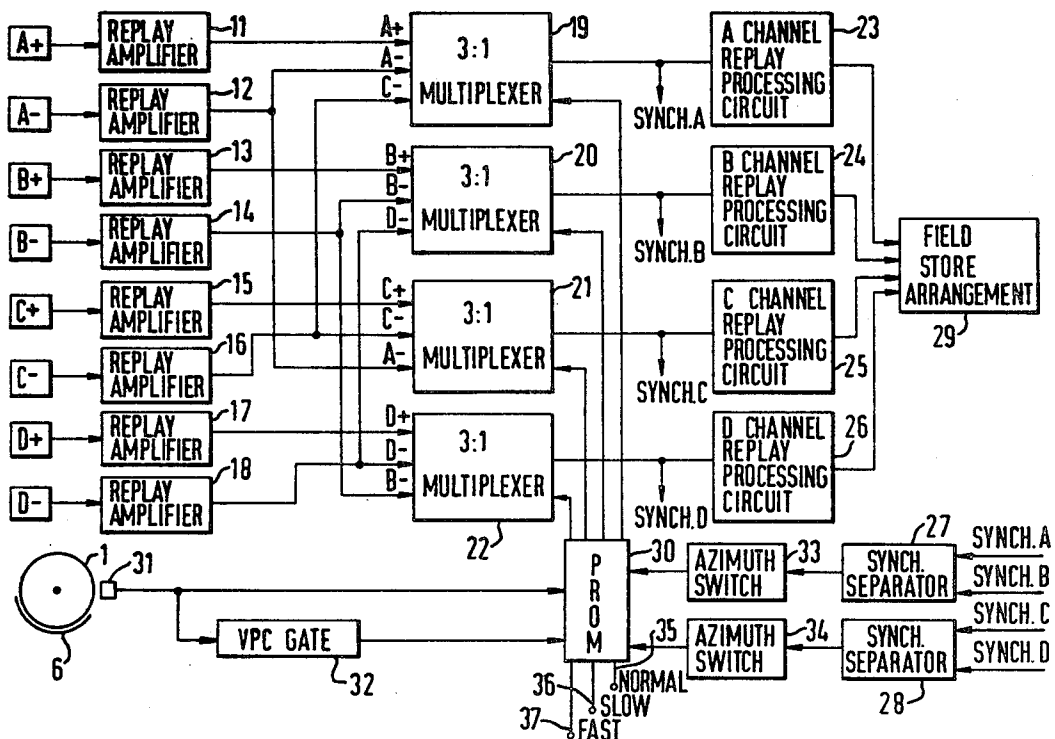 A+
REPLAY
AMPLIFIER
11
A-
REPLAY
AMPLIFIER
12
B+
REPLAY
AMPLIFIER
13
B-
REPLAY
AMPLIFIER
14
C+
REPLAY
AMPLIFIER
15
C-
REPLAY
AMPLIFIER
16
D+
REPLAY
AMPLIFIER
17
D-
REPLAY
AMPLIFIER
18
A+
A-
C-
3:1
MULTIPLEXER
19
B+
B-
D-
3:1
MULTIPLEXER
20
C+
C-
A-
3:1
MULTIPLEXER
21
D+
D-
B-
3:1
MULTIPLEXER
22
SYNCH.A
SYNCH.B
SYNCH.C
SYNCH.D
A CHANNEL
REPLAY
PROCESSING
CIRCUIT
23
B CHANNEL
REPLAY
PROCESSING
CIRCUIT
24
C CHANNEL
REPLAY
PROCESSING
CIRCUIT
25
D CHANNEL
REPLAY
PROCESSING
CIRCUIT
26
FIELD
STORE
ARRANGEMENT
29
1
31
6
VPC GATE
32
PROM
30
AZIMUTH
SWITCH
33
SYNCH.
SEPARATOR
27
SYNCH.A
SYNCH.B
35
AZIMUTH
SWITCH
34
SYNCH.
SEPARATOR
28
SYNCH.C
SYNCH.D
NORMAL
36
SLOW
37
FAST